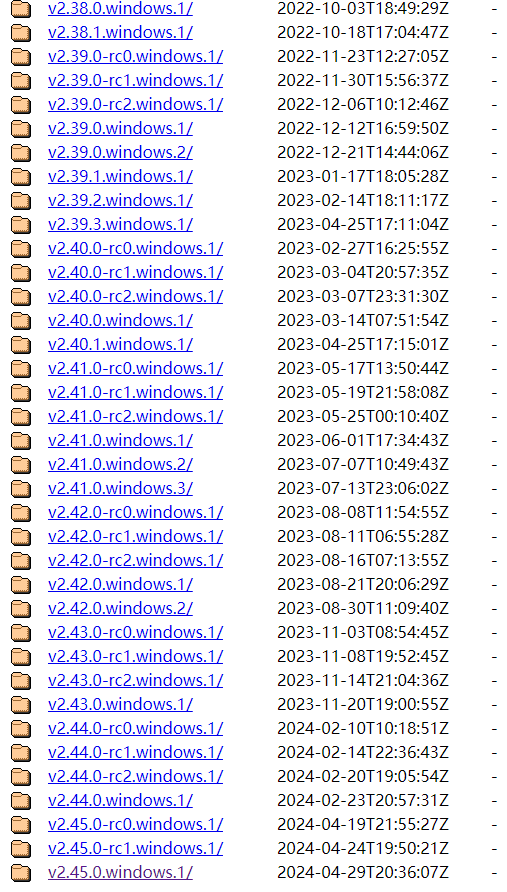 v2.38.0.windows.1/ 2022-10-03T18:49:29Z -
v2.38.1.windows.1/ 2022-10-18T17:04:47Z -
v2.39.0-rc0.windows.1/ 2022-11-23T12:27:05Z -
v2.39.0-rc1.windows.1/ 2022-11-30T15:56:37Z -
v2.39.0-rc2.windows.1/ 2022-12-06T10:12:46Z -
v2.39.0.windows.1/ 2022-12-12T16:59:50Z -
v2.39.0.windows.2/ 2022-12-21T14:44:06Z -
v2.39.1.windows.1/ 2023-01-17T18:05:28Z -
v2.39.2.windows.1/ 2023-02-14T18:11:17Z -
v2.39.3.windows.1/ 2023-04-25T17:11:04Z -
v2.40.0-rc0.windows.1/ 2023-02-27T16:25:55Z -
v2.40.0-rc1.windows.1/ 2023-03-04T20:57:35Z -
v2.40.0-rc2.windows.1/ 2023-03-07T23:31:30Z -
v2.40.0.windows.1/ 2023-03-14T07:51:54Z -
v2.40.1.windows.1/ 2023-04-25T17:15:01Z -
v2.41.0-rc0.windows.1/ 2023-05-17T13:50:44Z -
v2.41.0-rc1.windows.1/ 2023-05-19T21:58:08Z -
v2.41.0-rc2.windows.1/ 2023-05-25T00:10:40Z -
v2.41.0.windows.1/ 2023-06-01T17:34:43Z -
v2.41.0.windows.2/ 2023-07-07T10:49:43Z -
v2.41.0.windows.3/ 2023-07-13T23:06:02Z -
v2.42.0-rc0.windows.1/ 2023-08-08T11:54:55Z -
v2.42.0-rc1.windows.1/ 2023-08-11T06:55:28Z -
v2.42.0-rc2.windows.1/ 2023-08-16T07:13:55Z -
v2.42.0.windows.1/ 2023-08-21T20:06:29Z -
v2.42.0.windows.2/ 2023-08-30T11:09:40Z -
v2.43.0-rc0.windows.1/ 2023-11-03T08:54:45Z -
v2.43.0-rc1.windows.1/ 2023-11-08T19:52:45Z -
v2.43.0-rc2.windows.1/ 2023-11-14T21:04:36Z -
v2.43.0.windows.1/ 2023-11-20T19:00:55Z -
v2.44.0-rc0.windows.1/ 2024-02-10T10:18:51Z -
v2.44.0-rc1.windows.1/ 2024-02-14T22:36:43Z -
v2.44.0-rc2.windows.1/ 2024-02-20T19:05:54Z -
v2.44.0.windows.1/ 2024-02-23T20:57:31Z -
v2.45.0-rc0.windows.1/ 2024-04-19T21:55:27Z -
v2.45.0-rc1.windows.1/ 2024-04-24T19:50:21Z -
v2.45.0.windows.1/ 2024-04-29T20:36:07Z -